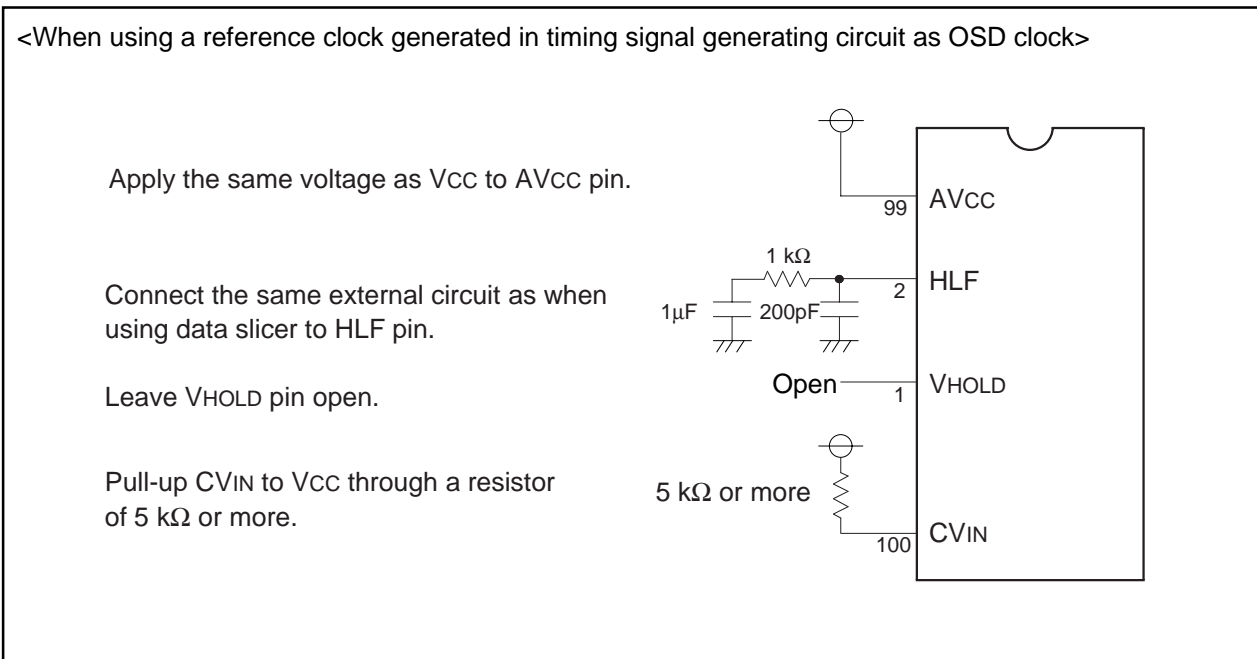 <When using a reference clock generated in timing signal generating circuit as OSD clock>
Apply the same voltage as VCC to AVCC pin.
99
AVCC
Connect the same external circuit as when
using data slicer to HLF pin.
1 kΩ
1μF
200pF
2
HLF
Leave VHOLD pin open.
Open
1
VHOLD
Pull-up CVIN to VCC through a resistor
of 5 kΩ or more.
5 kΩ or more
100
CVIN